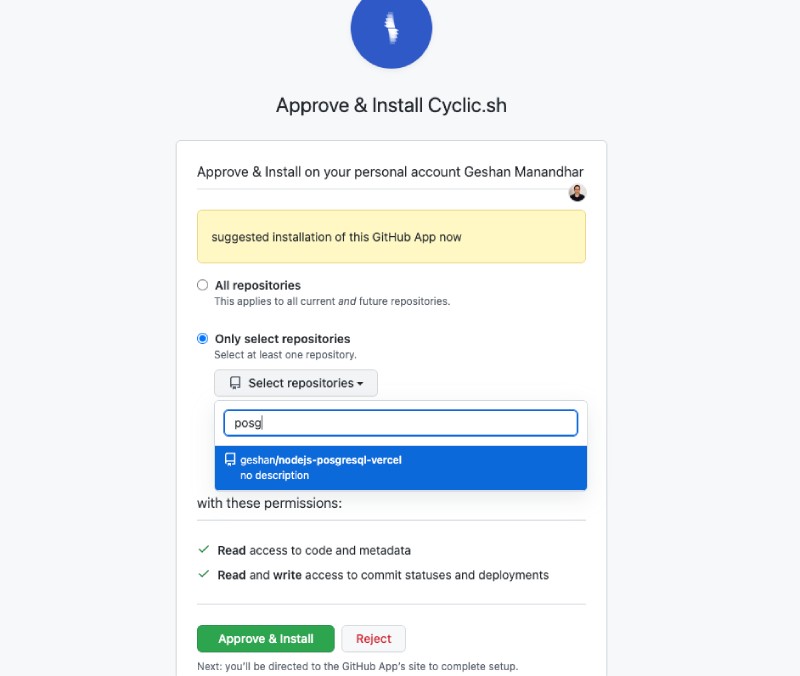 Approve & Install Cyclic.sh
Approve & Install on your personal account Geshan Manandhar
suggested installation of this GitHub App now
All repositories
This applies to all current and future repositories.
Only select repositories
Select at least one repository.
Select repositories
posg
geshan/nodejs-posgresql-vercel
no description
with these permissions:
Read access to code and metadata
Read and write access to commit statuses and deployments
Approve & Install
Reject
Next: you'll be directed to the GitHub App's site to complete setup.